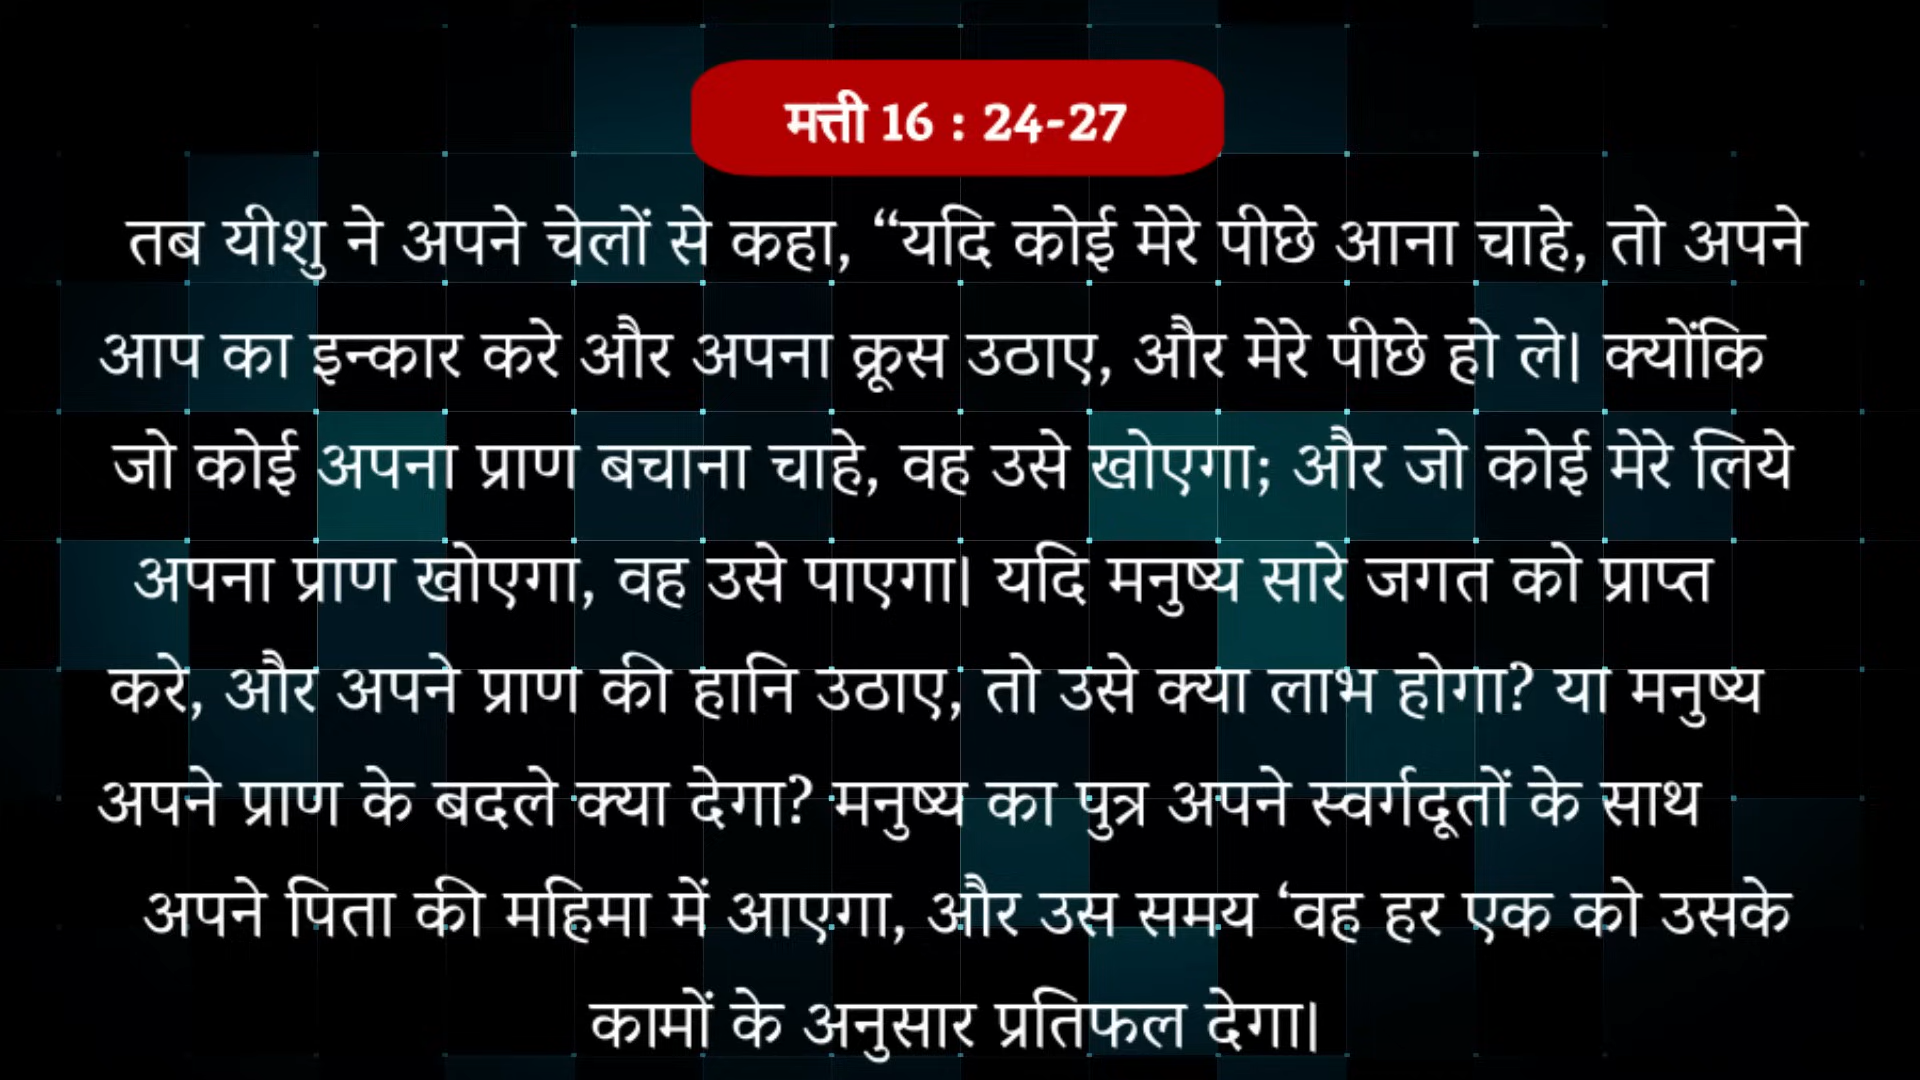 मत्ती 16 : 24-27
तब यीशु ने अपने चेलों से कहा, “यदि कोई मेरे पीछे आना चाहे, तो अपने
आप का इन्कार करे और अपना क्रूस उठाए, और मेरे पीछे हो ले| क्योंकि
जो कोई अपना प्राण बचाना चाहे, वह उसे खोएगा; और जो कोई मेरे लिये
अपना प्राण खोएगा, वह उसे पाएगा| यदि मनुष्य सारे जगत को प्राप्त
करे, और अपने प्राण की हानि उठाए, तो उसे क्या लाभ होगा? या मनुष्य
अपने प्राण के बदले क्या देगा? मनुष्य का पुत्र अपने स्वर्गदूतों के साथ
अपने पिता की महिमा में आएगा, और उस समय ‘वह हर एक को उसके
कामों के अनुसार प्रतिफल देगा|